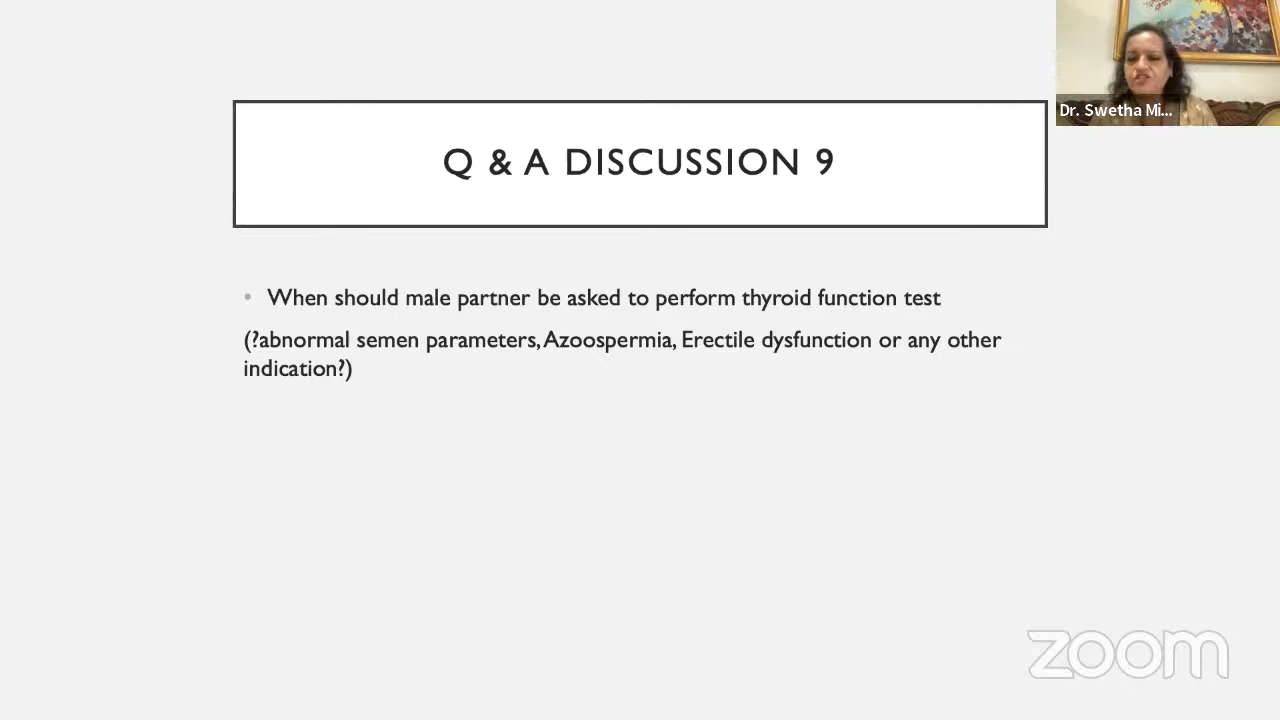 Dr. Swetha Mi...
Q & A DISCUSSION 9
• When should male partner be asked to perform thyroid function test
(?abnormal semen parameters, Azoospermia, Erectile dysfunction or any other
indication?)
zoom